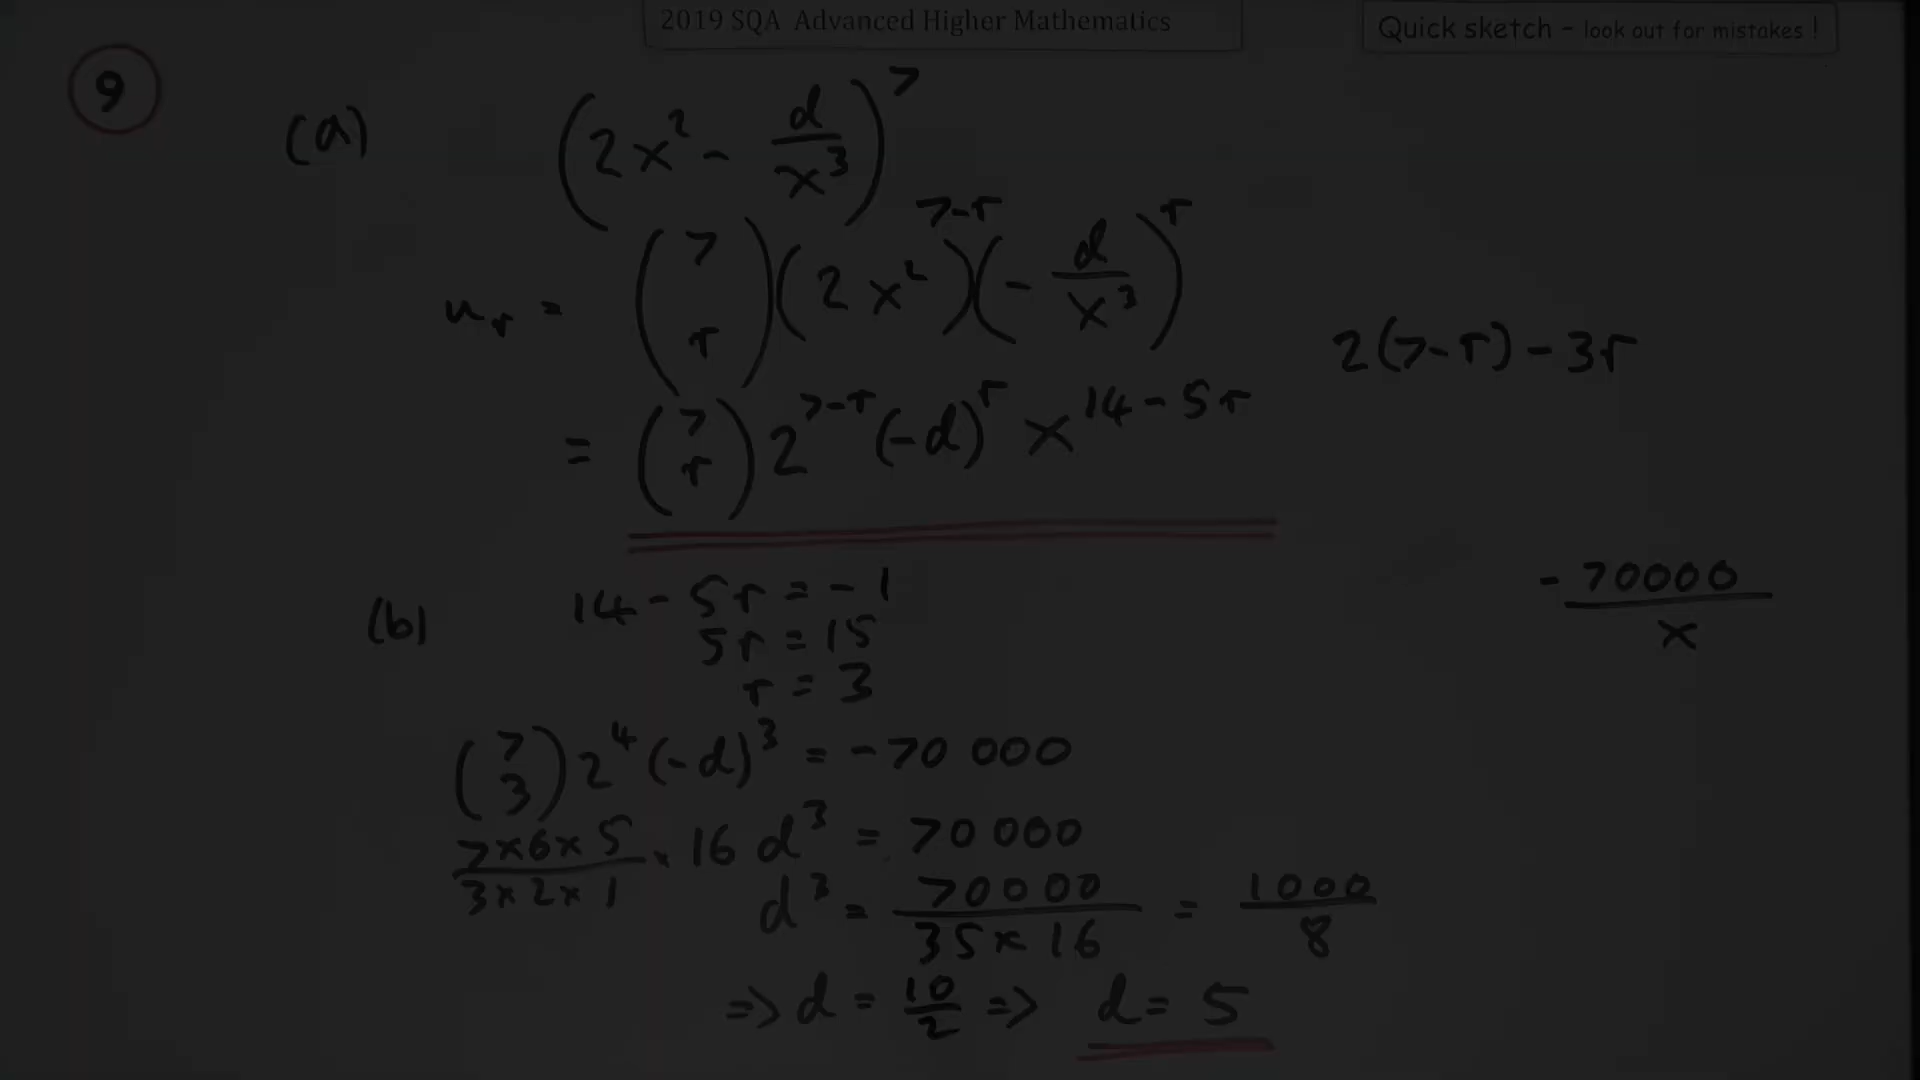 2019 SQA Advanced Higher Mathematics
Quick sketch – look out for mistakes !
9
(a) (2x² - d/x³)⁷
u_r = (7 r)(2x²)^(7-r)(- d/x³)^r
2(7-r) - 3r
= (7 r) 2^(7-r) (-d)^r x^(14-5r)
(b) 14 - 5r = -1
- 70000/x
5r = 15
r = 3
(7 3) 2⁴ (-d)³ = -70 000
(7×6×5)/(3×2×1) × 16 d³ = 70 000
d³ = 70000/(35×16) = 1000/8
=> d = 10/2 => d = 5